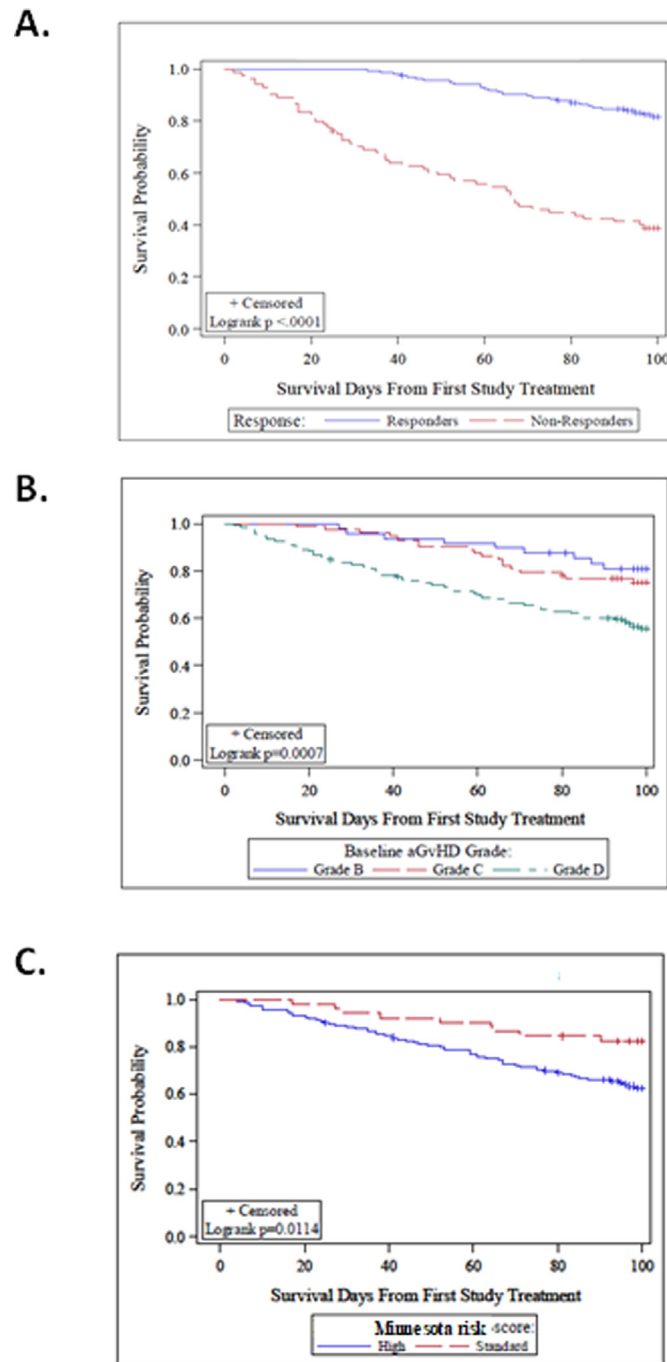 A.
1.0
0.8
0.6
0.4
0.2
0.0
Survival Probability
+ Censored
Logrank p <.0001
0 20 40 60 80 100
Survival Days From First Study Treatment
Response: Responders Non-Responders
B.
1.0
0.8
0.6
0.4
0.2
0.0
Survival Probability
+ Censored
Logrank p=0.0007
0 20 40 60 80 100
Survival Days From First Study Treatment
Baseline aGvHD Grade:
Grade B Grade C Grade D
C.
1.0
0.8
0.6
0.4
0.2
0.0
Survival Probability
+ Censored
Logrank p=0.0114
0 20 40 60 80 100
Survival Days From First Study Treatment
Minnesota risk -score:
High Standard